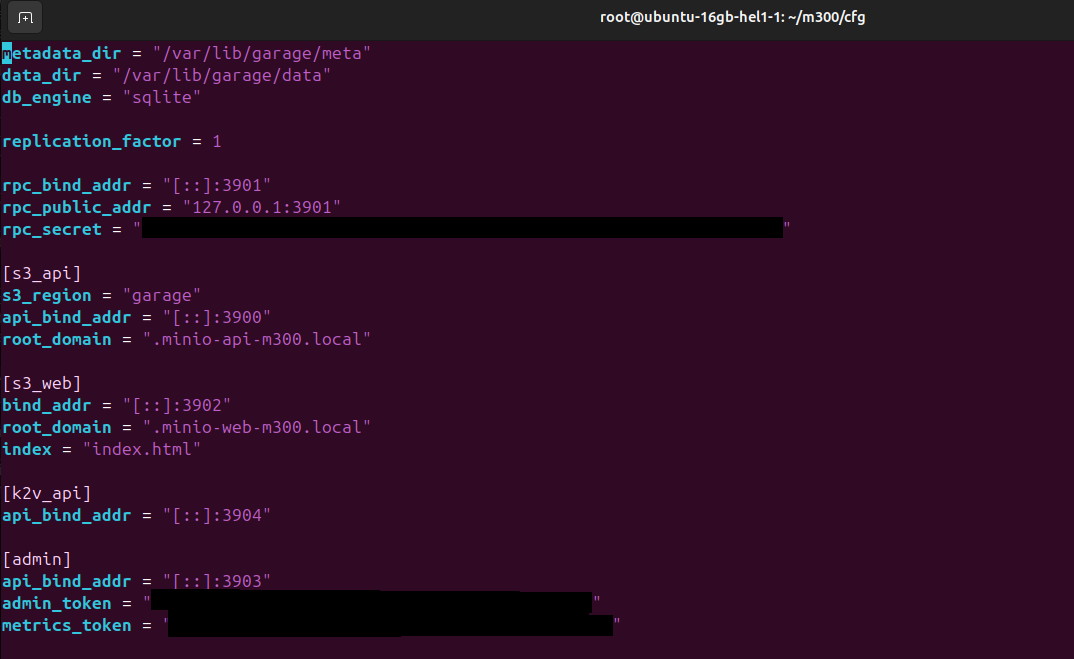 root@ubuntu-16gb-hel1-1: ~/m300/cfg
metadata_dir = "/var/lib/garage/meta"
data_dir = "/var/lib/garage/data"
db_engine = "sqlite"
replication_factor = 1
rpc_bind_addr = "[::]:3901"
rpc_public_addr = "127.0.0.1:3901"
rpc_secret = ""
[s3_api]
s3_region = "garage"
api_bind_addr = "[::]:3900"
root_domain = ".minio-api-m300.local"
[s3_web]
bind_addr = "[::]:3902"
root_domain = ".minio-web-m300.local"
index = "index.html"
[k2v_api]
api_bind_addr = "[::]:3904"
[admin]
api_bind_addr = "[::]:3903"
admin_token = ""
metrics_token = ""